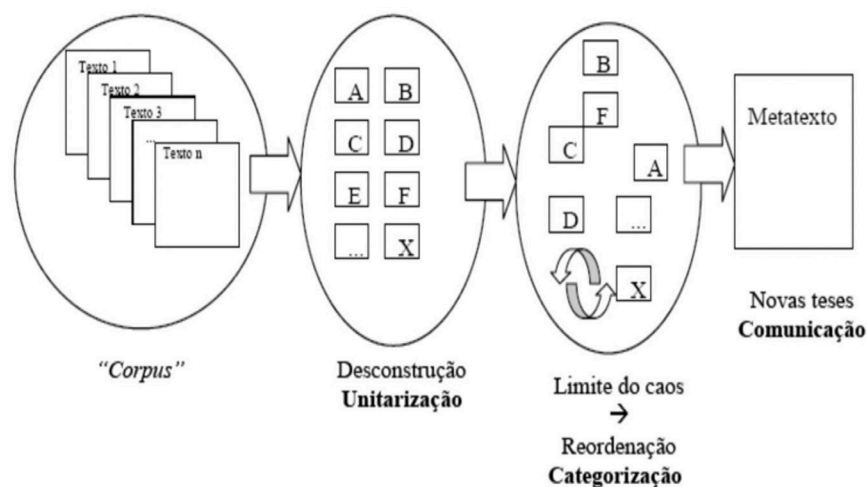 Texto 1
Texto 2
Texto 3
...
Texto n
A B
C D
E F
... X
B
F
C
A
D ...
X
Metatexto
“Corpus”
Desconstrução
Unitarização
Limite do caos
→
Reordenação
Categorização
Novas teses
Comunicação